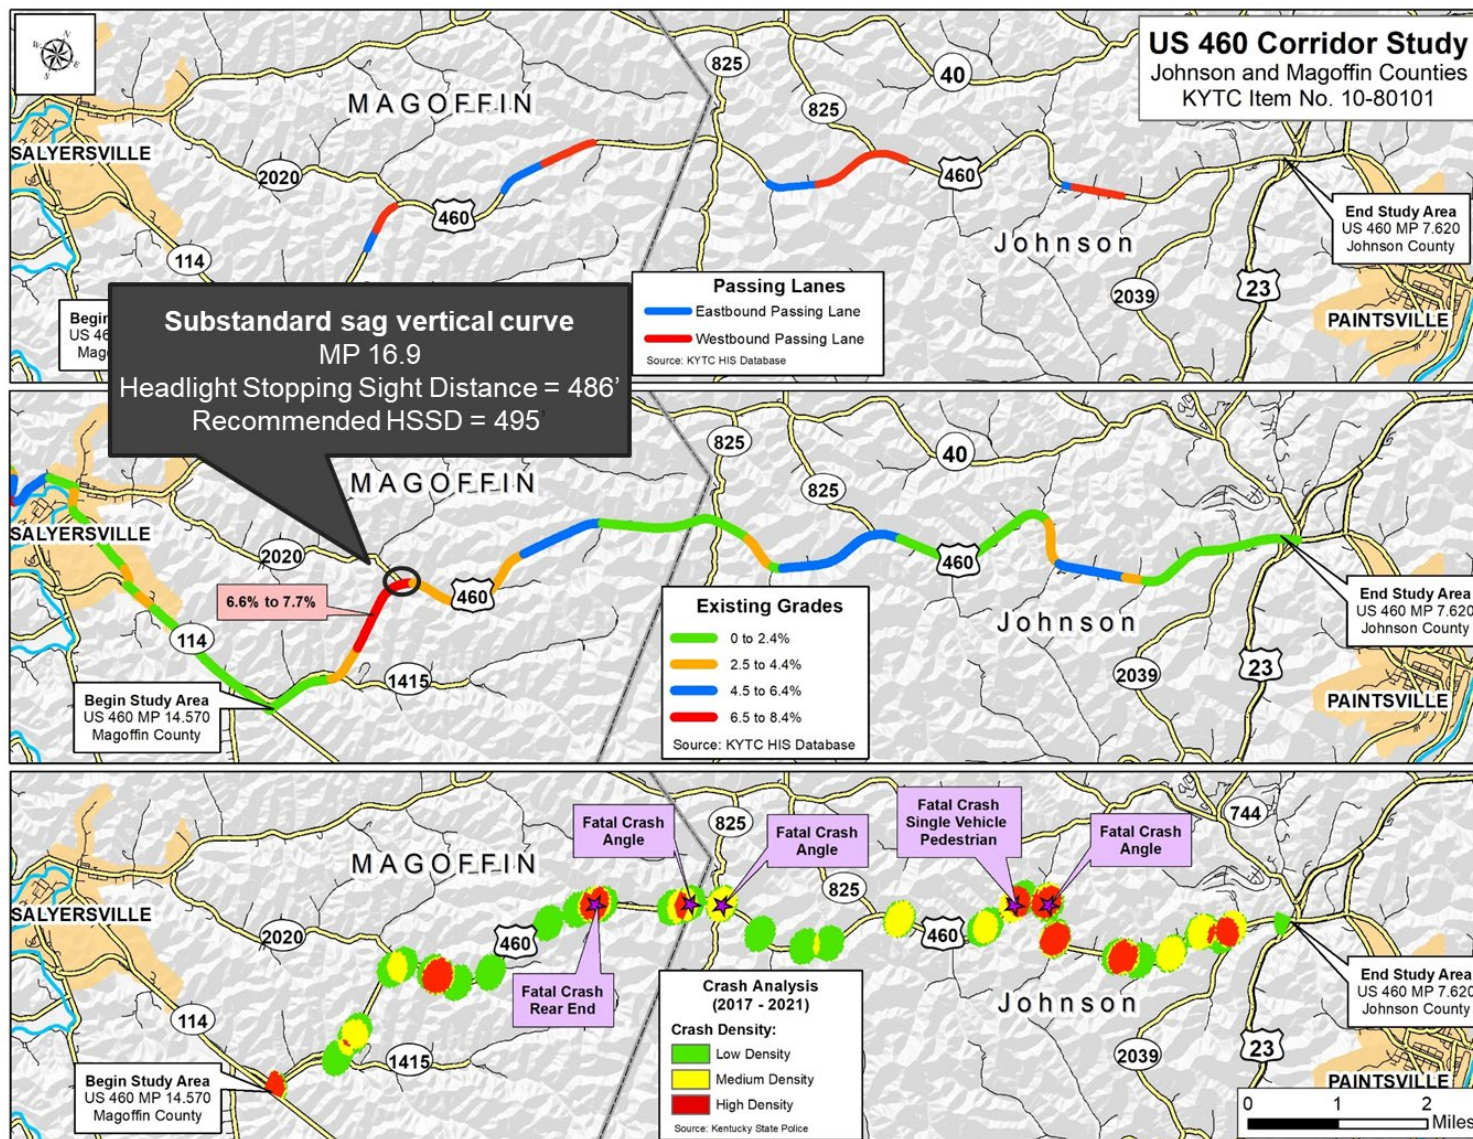 US 460 Corridor Study
Johnson and Magoffin Counties
KYTC Item No. 10-80101
N
W
E
S
MAGOFFIN
SALYERSVILLE
2020
460
114
825
40
825
460
Johnson
2039
23
PAINTSVILLE
End Study Area
US 460 MP 7.620
Johnson County
Passing Lanes
Eastbound Passing Lane
Westbound Passing Lane
Source: KYTC HIS Database
Substandard sag vertical curve
MP 16.9
Headlight Stopping Sight Distance = 486’
Recommended HSSD = 495’
MAGOFFIN
SALYERSVILLE
2020
6.6% to 7.7%
460
114
1415
Begin Study Area
US 460 MP 14.570
Magoffin County
825
40
825
460
Johnson
2039
23
PAINTSVILLE
End Study Area
US 460 MP 7.620
Johnson County
Existing Grades
0 to 2.4%
2.5 to 4.4%
4.5 to 6.4%
6.5 to 8.4%
Source: KYTC HIS Database
MAGOFFIN
SALYERSVILLE
2020
460
114
1415
Begin Study Area
US 460 MP 14.570
Magoffin County
Fatal Crash
Rear End
Fatal Crash
Angle
825
Fatal Crash
Angle
825
Fatal Crash
Single Vehicle
Pedestrian
Fatal Crash
Angle
744
460
Johnson
2039
23
PAINTSVILLE
End Study Area
US 460 MP 7.620
Johnson County
Crash Analysis
(2017 - 2021)
Crash Density:
Low Density
Medium Density
High Density
Source: Kentucky State Police
0 1 2
Miles